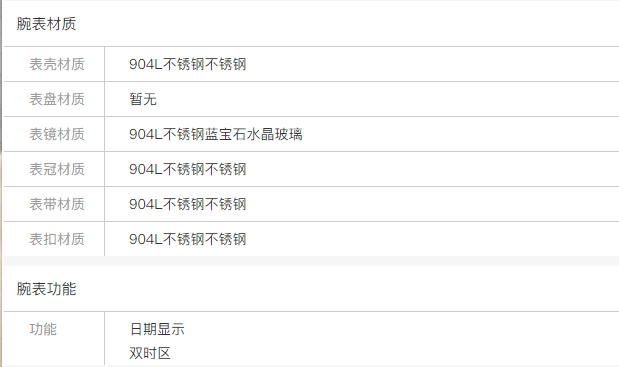 腕表材质
表壳材质 904L不锈钢不锈钢
表盘材质 暂无
表镜材质 904L不锈钢蓝宝石水晶玻璃
表冠材质 904L不锈钢不锈钢
表带材质 904L不锈钢不锈钢
表扣材质 904L不锈钢不锈钢
腕表功能
功能 日期显示
双时区